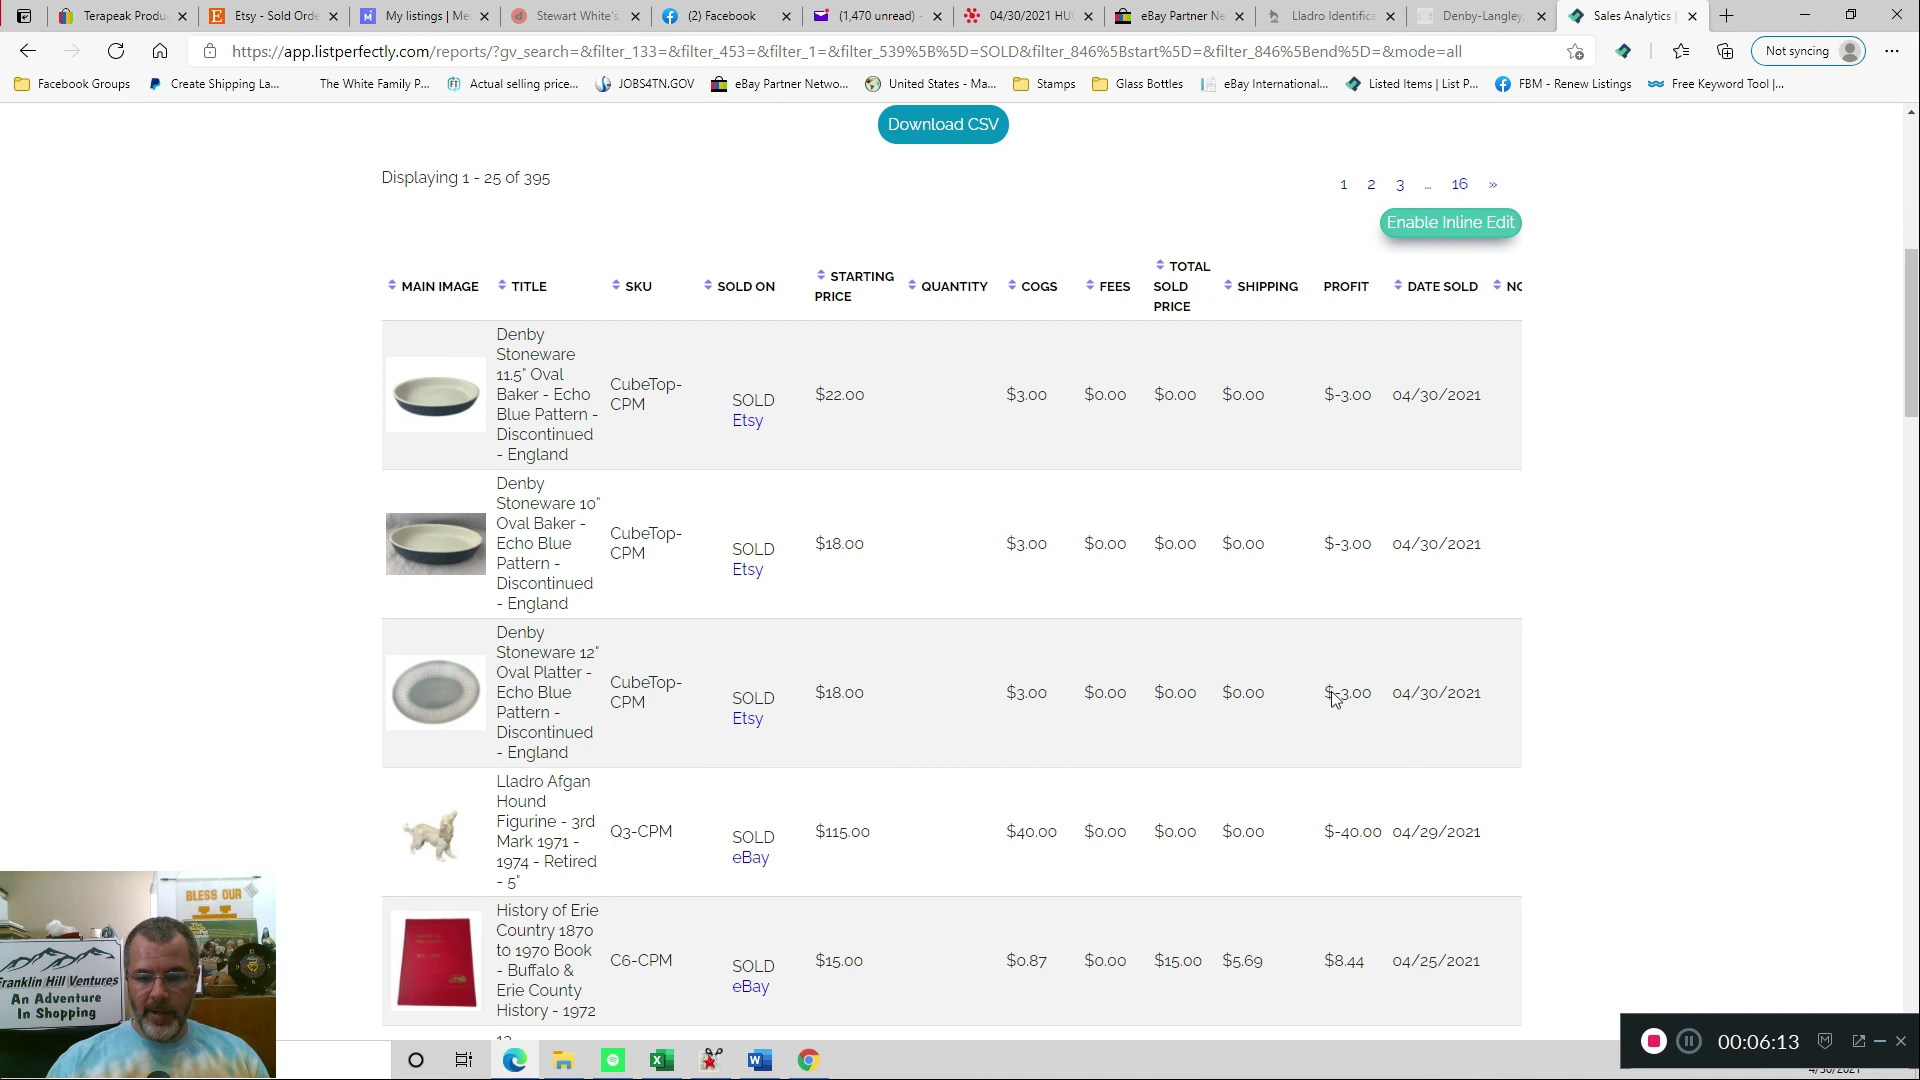 Terapeak Produ
Etsy - Sold Orde
My listings | Me
Stewart White's
(2) Facebook
(1,470 unread) -
04/30/2021 HUG
eBay Partner Ne
Lladro Identifica
Denby-Langley,
Sales Analytics |
https://app.listperfectly.com/reports/?gv_search=&filter_133=&filter_453=&filter_1=&filter_539%5B%5D=SOLD&filter_846%5Bstart%5D=&filter_846%5Bend%5D=&mode=all
Not syncing
Facebook Groups
Create Shipping La...
The White Family P...
Actual selling price...
JOBS4TN.GOV
eBay Partner Netwo...
United States - Ma...
Stamps
Glass Bottles
eBay International...
Listed Items | List P...
FBM - Renew Listings
Free Keyword Tool |...
Download CSV
Displaying 1 - 25 of 395
1 2 3 … 16 »
Enable Inline Edit
MAIN IMAGE TITLE SKU SOLD ON STARTING PRICE QUANTITY COGS FEES TOTAL SOLD PRICE SHIPPING PROFIT DATE SOLD NO
Denby
Stoneware
11.5" Oval
Baker - Echo
Blue Pattern -
Discontinued
- England
CubeTop-
CPM
SOLD
Etsy
$22.00 $3.00 $0.00 $0.00 $0.00 $-3.00 04/30/2021
Denby
Stoneware 10"
Oval Baker -
Echo Blue
Pattern -
Discontinued
- England
CubeTop-
CPM
SOLD
Etsy
$18.00 $3.00 $0.00 $0.00 $0.00 $-3.00 04/30/2021
Denby
Stoneware 12"
Oval Platter -
Echo Blue
Pattern -
Discontinued
- England
CubeTop-
CPM
SOLD
Etsy
$18.00 $3.00 $0.00 $0.00 $0.00 $-3.00 04/30/2021
Lladro Afgan
Hound
Figurine - 3rd
Mark 1971 -
1974 - Retired
- 5"
Q3-CPM
SOLD
eBay
$115.00 $40.00 $0.00 $0.00 $0.00 $-40.00 04/29/2021
History of Erie
Country 1870
to 1970 Book
- Buffalo &
Erie County
History - 1972
C6-CPM
SOLD
eBay
$15.00 $0.87 $0.00 $15.00 $5.69 $8.44 04/25/2021
BLESS OUR
Franklin Hill Ventures
An Adventure
In Shopping
00:06:13